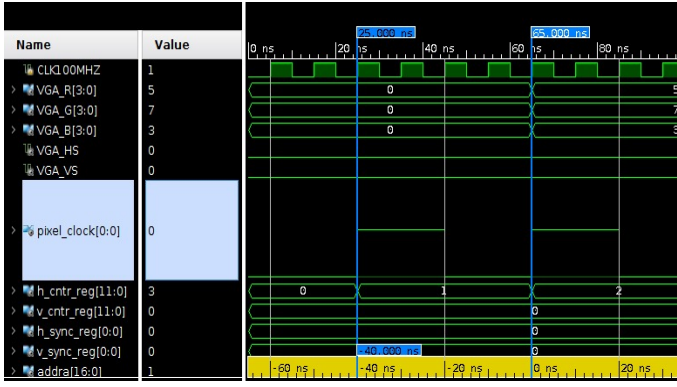 25.000 ns 65.000 ns
Name Value 0 ns 20 ns 40 ns 60 ns 80 ns
CLK100MHZ 1
VGA_R[3:0] 5 0 5
VGA_G[3:0] 7 0 7
VGA_B[3:0] 3 0 3
VGA_HS 0
VGA_VS 0
pixel_clock[0:0] 0
h_cntr_reg[11:0] 3 0 1 2
v_cntr_reg[11:0] 0 0
h_sync_reg[0:0] 0 0
v_sync_reg[0:0] 0 -40.000 ns 0
addra[16:0] 1 -60 ns -40 ns -20 ns 0 ns 20 ns